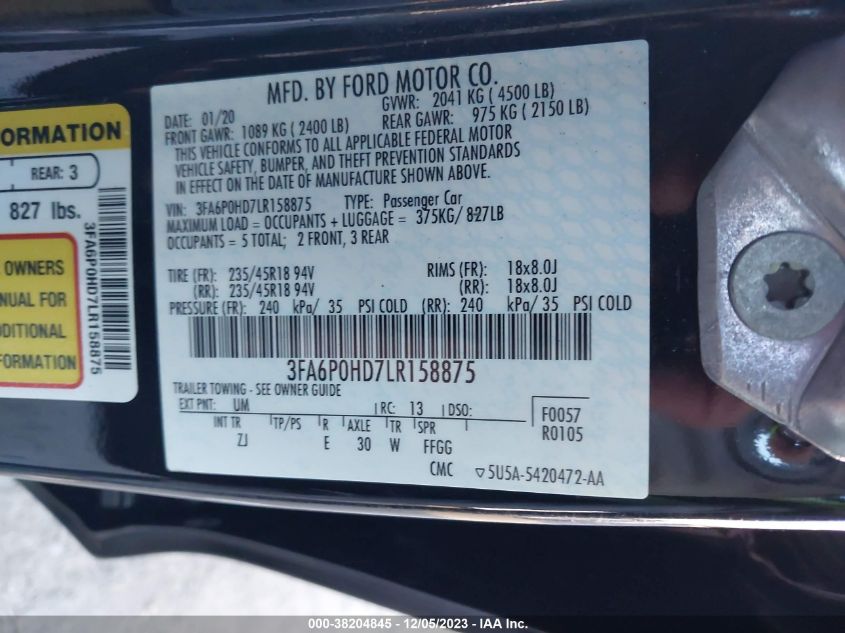 ORMATION
REAR: 3
827 lbs.
OWNERS
NUAL FOR
DDITIONAL
FORMATION
3FA6P0HD7LR158875
MFD. BY FORD MOTOR CO.
DATE: 01/20 GVWR: 2041 KG ( 4500 LB)
FRONT GAWR: 1089 KG ( 2400 LB) REAR GAWR: 975 KG ( 2150 LB)
THIS VEHICLE CONFORMS TO ALL APPLICABLE FEDERAL MOTOR
VEHICLE SAFETY, BUMPER, AND THEFT PREVENTION STANDARDS
IN EFFECT ON THE DATE OF MANUFACTURE SHOWN ABOVE.
VIN: 3FA6P0HD7LR158875 TYPE: Passenger Car
MAXIMUM LOAD = OCCUPANTS + LUGGAGE = 375KG/ 827LB
OCCUPANTS = 5 TOTAL; 2 FRONT, 3 REAR
TIRE (FR): 235/45R18 94V RIMS (FR): 18x8.0J
(RR): 235/45R18 94V (RR): 18x8.0J
PRESSURE (FR): 240 kPa/ 35 PSI COLD (RR): 240 kPa/ 35 PSI COLD
3FA6P0HD7LR158875
TRAILER TOWING - SEE OWNER GUIDE
EXT PNT: UM RC: 13 DSO: F0057
INT TR TP/PS R AXLE TR SPR R0105
ZJ E 30 W FFGG
CMC ▽5U5A-5420472-AA
000-38204845 - 12/05/2023 - IAA Inc.